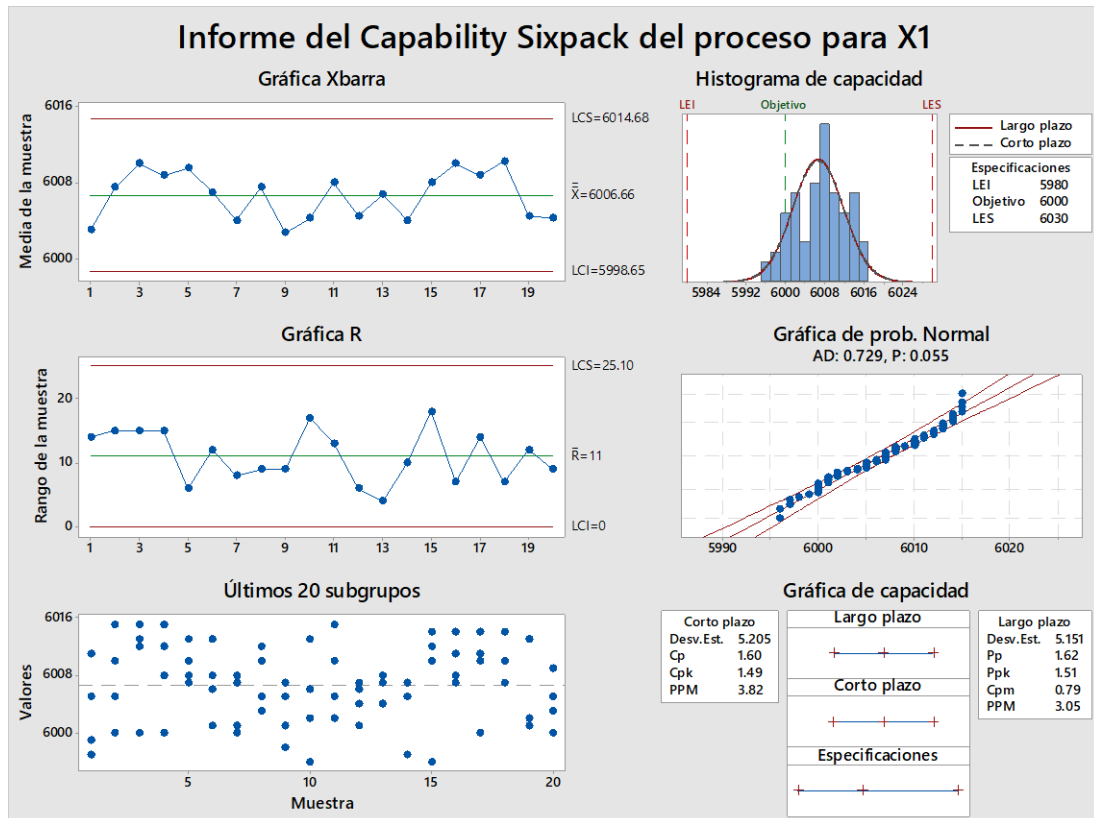 Informe del Capability Sixpack del proceso para X1
Gráfica Xbarra
Media de la muestra
6016
6008
6000
1 3 5 7 9 11 13 15 17 19
LCS=6014.68
X̿=6006.66
LCI=5998.65
Histograma de capacidad
LEI Objetivo LES
5984 5992 6000 6008 6016 6024
Largo plazo
Corto plazo
Especificaciones
LEI 5980
Objetivo 6000
LES 6030
Gráfica R
Rango de la muestra
20
10
0
1 3 5 7 9 11 13 15 17 19
LCS=25.10
R̅=11
LCI=0
Gráfica de prob. Normal
AD: 0.729, P: 0.055
5990 6000 6010 6020
Últimos 20 subgrupos
Valores
6016
6008
6000
5 10 15 20
Muestra
Gráfica de capacidad
Corto plazo
Desv.Est. 5.205
Cp 1.60
Cpk 1.49
PPM 3.82
Largo plazo
Corto plazo
Especificaciones
Largo plazo
Desv.Est. 5.151
Pp 1.62
Ppk 1.51
Cpm 0.79
PPM 3.05